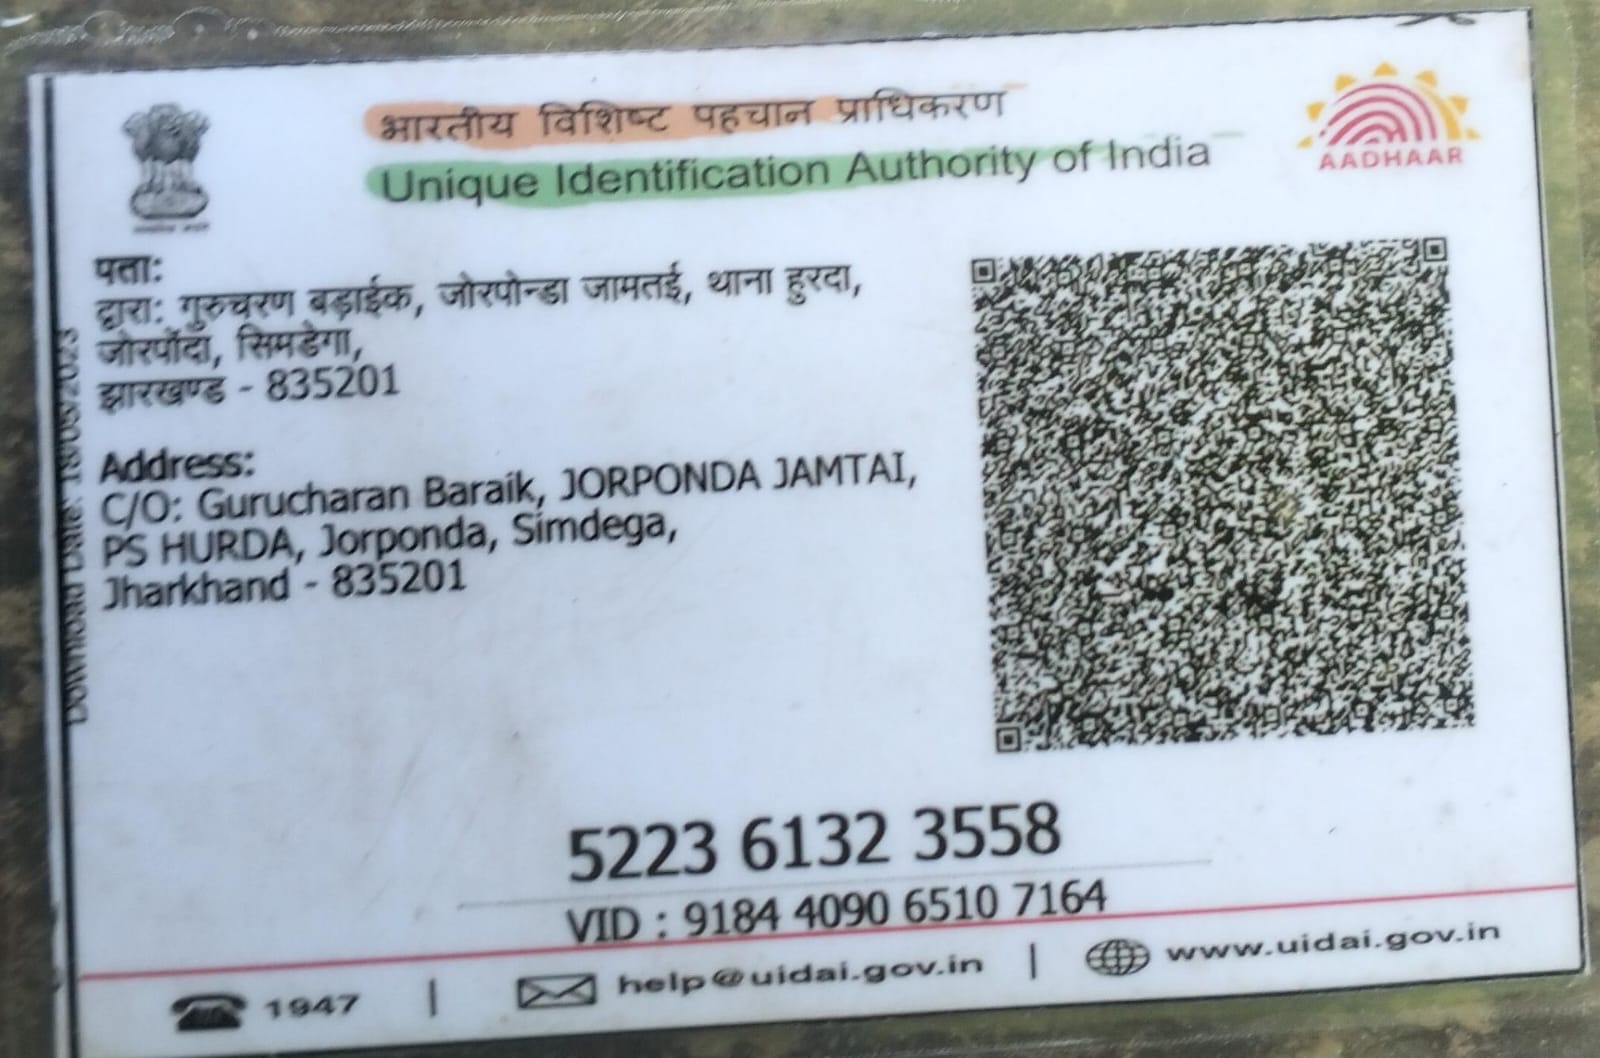 भारतीय विशिष्ट पहचान प्राधिकरण
Unique Identification Authority of India
AADHAAR
पता:
द्वारा: गुरुचरण बड़ाईक, जोरपोन्डा जामतई, थाना हुरदा,
जोरपोंदा, सिमडेगा,
झारखण्ड - 835201
Address:
C/O: Gurucharan Baraik, JORPONDA JAMTAI,
PS HURDA, Jorponda, Simdega,
Jharkhand - 835201
Download Date:
5223 6132 3558
VID : 9184 4090 6510 7164
1947 | help@uidai.gov.in | www.uidai.gov.in